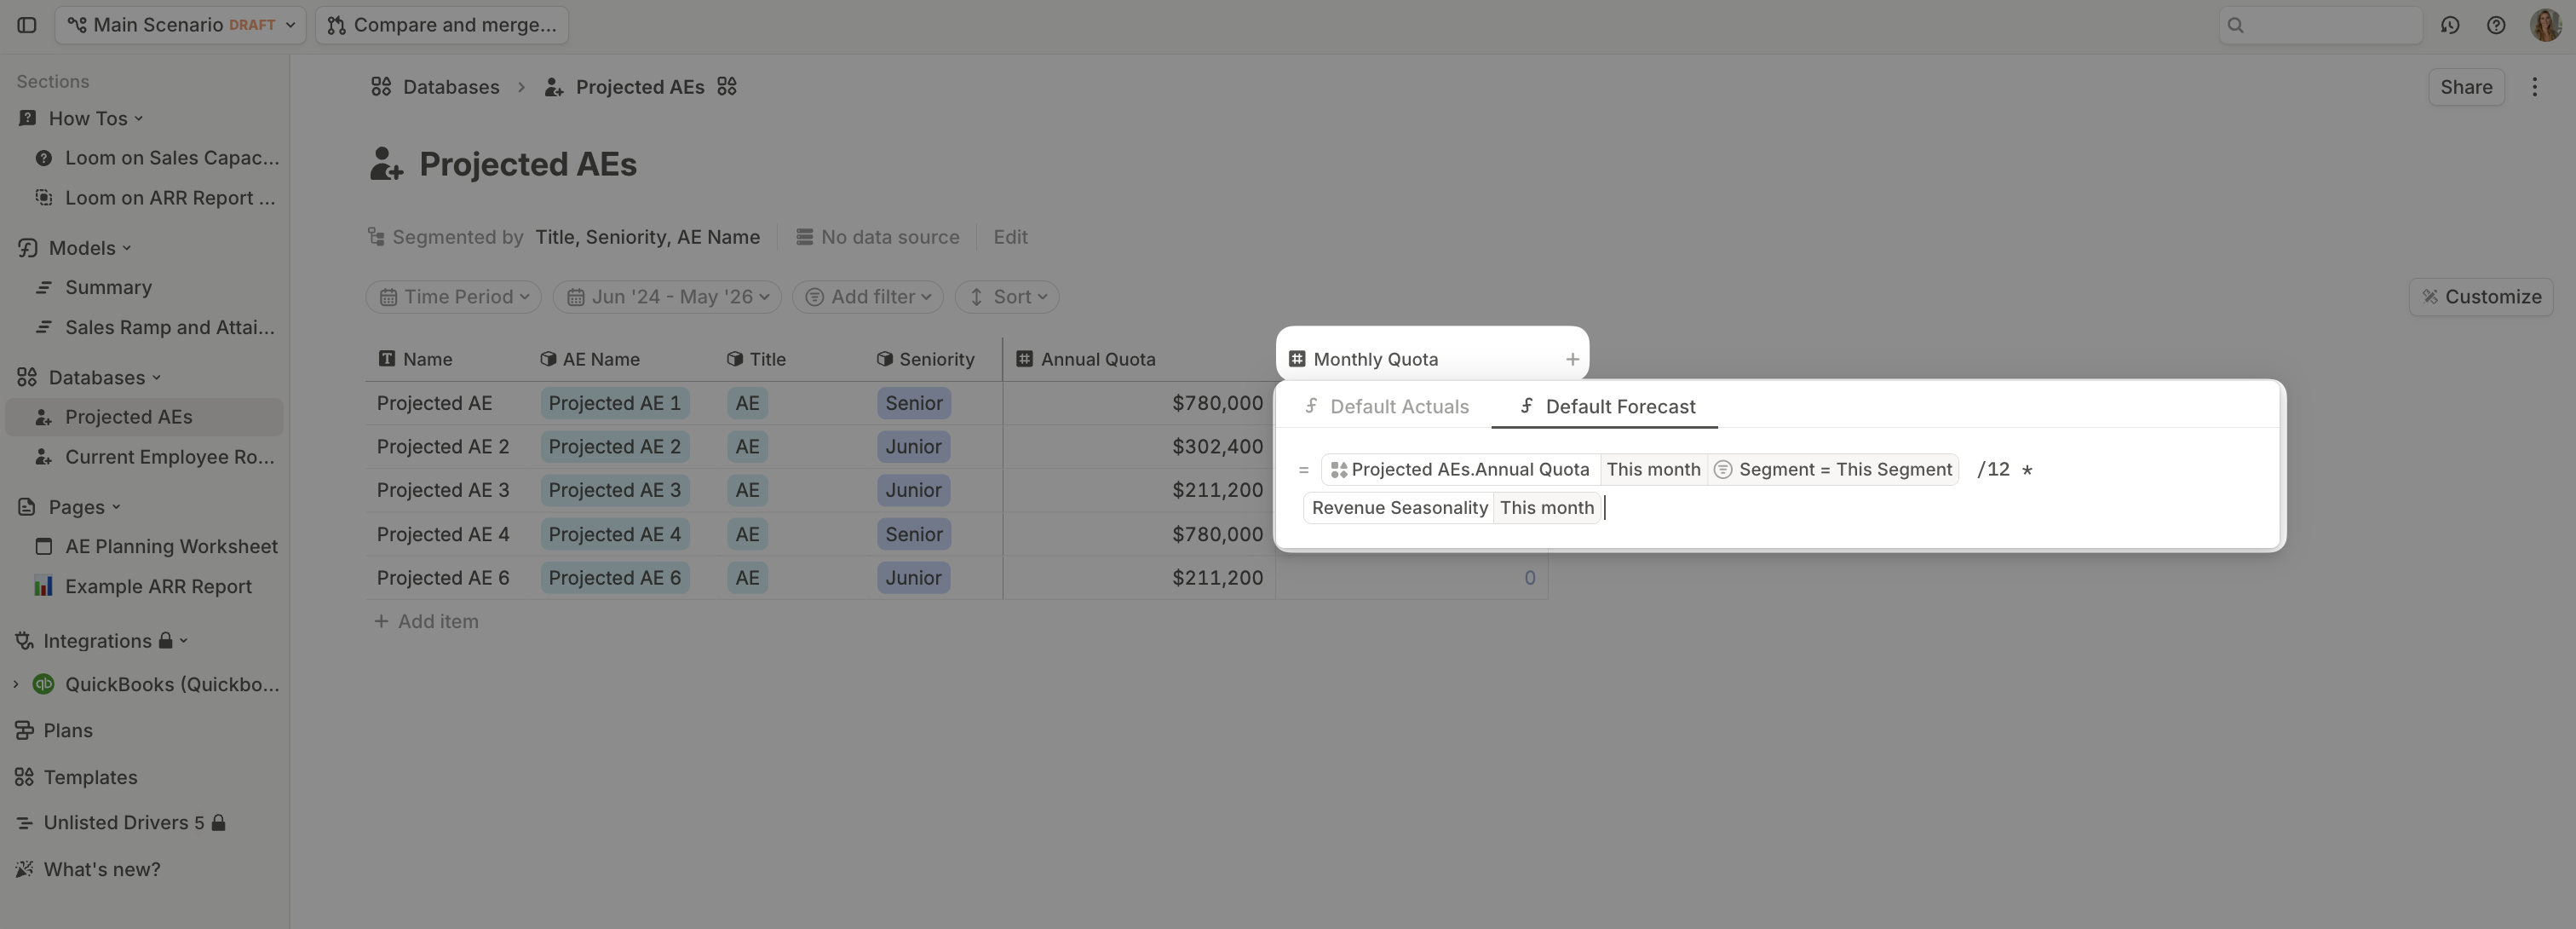 Main Scenario DRAFT
Compare and merge...
Sections
How Tos
Loom on Sales Capac...
Loom on ARR Report ...
Models
Summary
Sales Ramp and Attai...
Databases
Projected AEs
Current Employee Ro...
Pages
AE Planning Worksheet
Example ARR Report
Integrations
qb QuickBooks (Quickbo...
Plans
Templates
Unlisted Drivers 5
What's new?
Databases > Projected AEs
Share
Projected AEs
Segmented by Title, Seniority, AE Name No data source Edit
Time Period Jun '24 - May '26 Add filter Sort
Customize
Name AE Name Title Seniority Annual Quota Monthly Quota +
Projected AE Projected AE 1 AE Senior $780,000
Projected AE 2 Projected AE 2 AE Junior $302,400
Projected AE 3 Projected AE 3 AE Junior $211,200
Projected AE 4 Projected AE 4 AE Senior $780,000
Projected AE 6 Projected AE 6 AE Junior $211,200 0
+ Add item
Default Actuals Default Forecast
= Projected AEs.Annual Quota This month Segment = This Segment /12 *
Revenue Seasonality This month